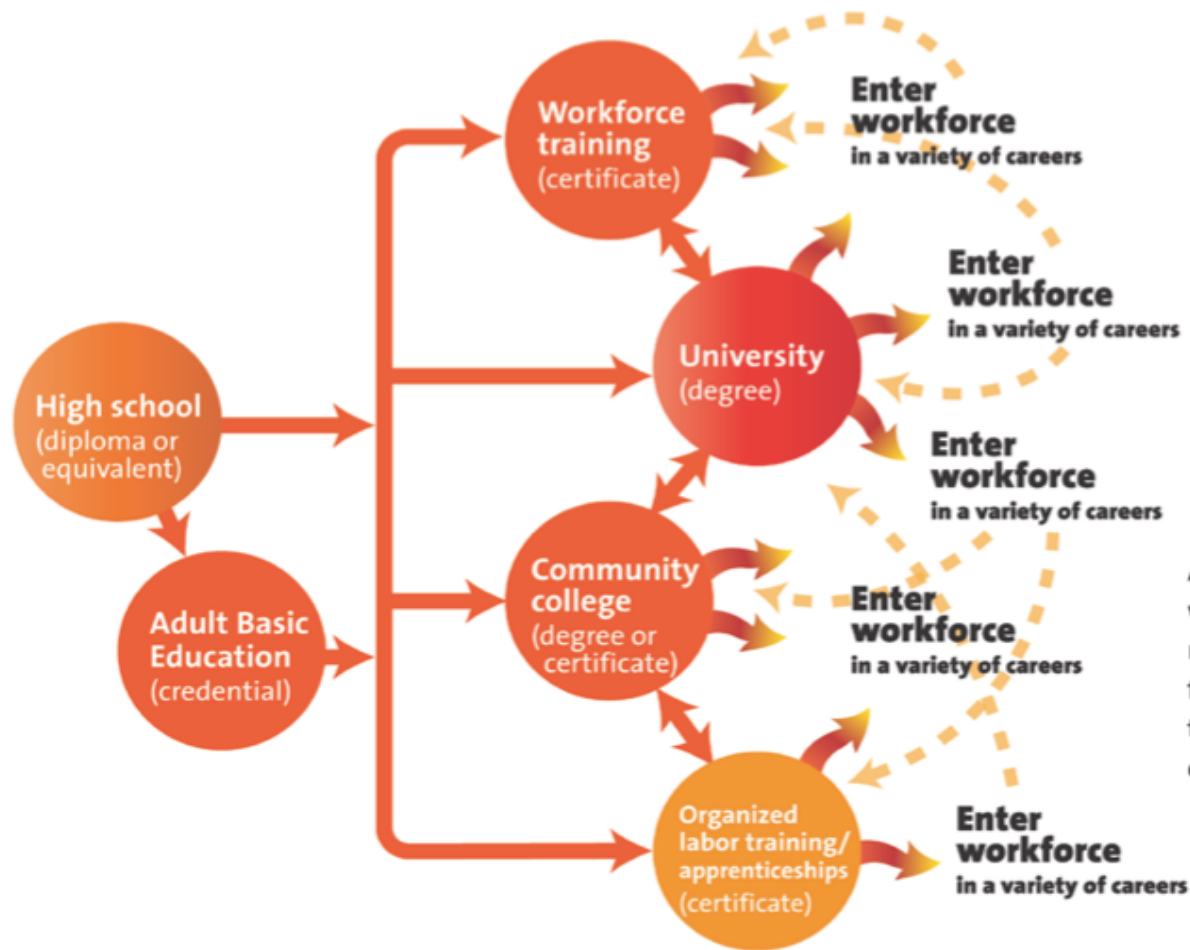 Workforce
training
(certificate)
Enter
workforce
in a variety of careers
Enter
workforce
in a variety of careers
University
(degree)
High school
(diploma or
equivalent)
Enter
workforce
in a variety of careers
Adult Basic
Education
(credential)
Community
college
(degree or
certificate)
Enter
workforce
in a variety of careers
Organized
labor training/
apprenticeships
(certificate)
Enter
workforce
in a variety of careers